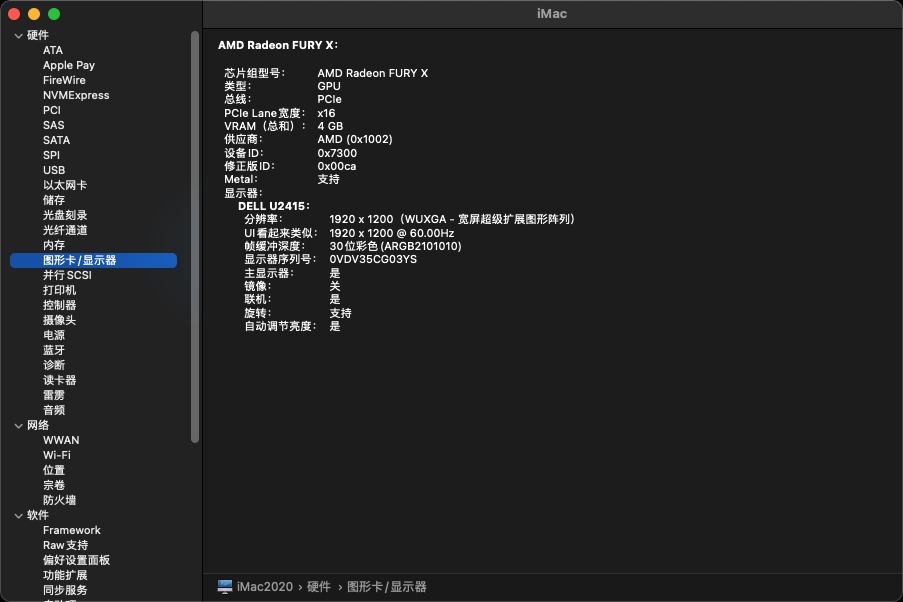 iMac
硬件
ATA
Apple Pay
FireWire
NVMExpress
PCI
SAS
SATA
SPI
USB
以太网卡
储存
光盘刻录
光纤通道
内存
图形卡/显示器
并行SCSI
打印机
控制器
摄像头
电源
蓝牙
诊断
读卡器
雷雳
音频
网络
WWAN
Wi-Fi
位置
宗卷
防火墙
软件
Framework
Raw支持
偏好设置面板
功能扩展
同步服务
AMD Radeon FURY X:
芯片组型号: AMD Radeon FURY X
类型: GPU
总线: PCIe
PCIe Lane宽度: x16
VRAM（总和）: 4 GB
供应商: AMD (0x1002)
设备ID: 0x7300
修正版ID: 0x00ca
Metal: 支持
显示器:
DELL U2415:
分辨率: 1920 x 1200（WUXGA - 宽屏超级扩展图形阵列）
UI看起来类似: 1920 x 1200 @ 60.00Hz
帧缓冲深度: 30位彩色 (ARGB2101010)
显示器序列号: 0VDV35CG03YS
主显示器: 是
镜像: 关
联机: 是
旋转: 支持
自动调节亮度: 是
iMac2020 › 硬件 › 图形卡/显示器